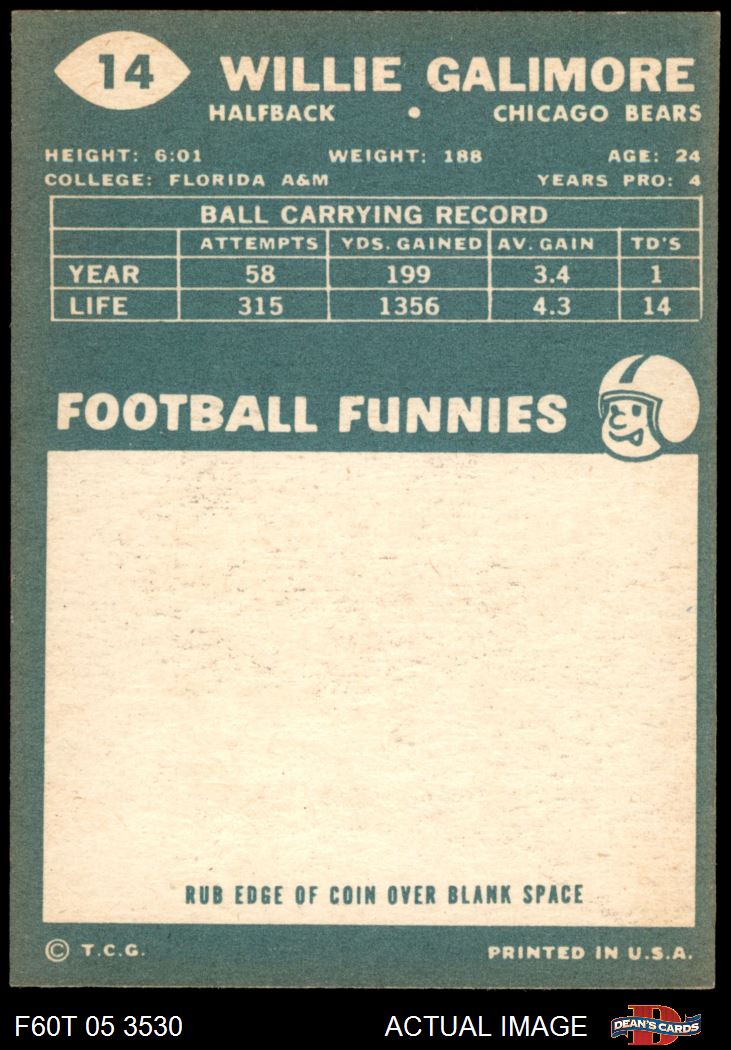 14 WILLIE GALIMORE
HALFBACK • CHICAGO BEARS
HEIGHT: 6:01 WEIGHT: 188 AGE: 24
COLLEGE: FLORIDA A&M YEARS PRO: 4
BALL CARRYING RECORD
ATTEMPTS YDS. GAINED AV. GAIN TD'S
YEAR 58 199 3.4 1
LIFE 315 1356 4.3 14
FOOTBALL FUNNIES
RUB EDGE OF COIN OVER BLANK SPACE
© T.C.G. PRINTED IN U.S.A.
F60T 05 3530 ACTUAL IMAGE D DEAN'S CARDS